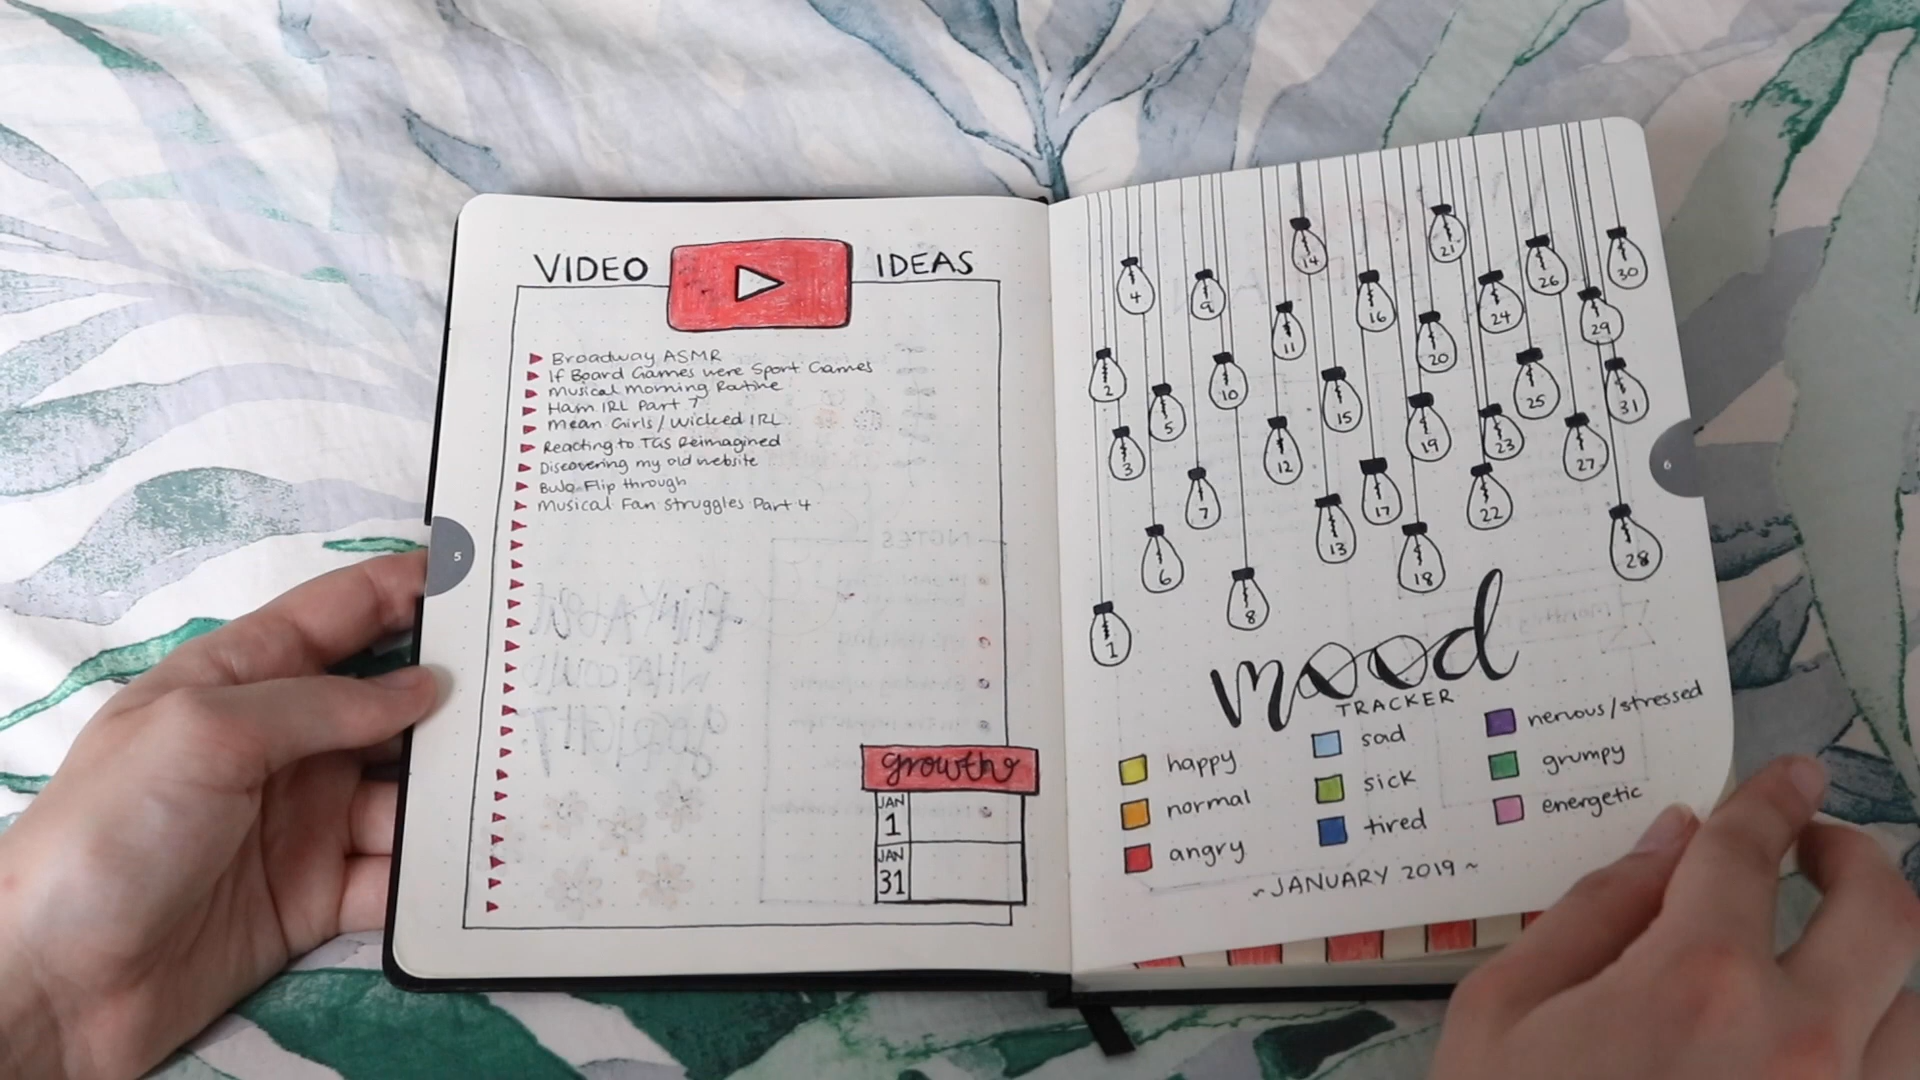 VIDEO IDEAS
Broadway ASMR
If Board Games were Sport Games
Musical Morning Routine
Ham IRL Part 7
Mean Girls / Wicked IRL
Reacting to TGS Reimagined
Discovering my old website
BuJo Flip through
Musical Fan Struggles Part 4
growth
JAN
1
JAN
31
5
14
21
30
26
4
9
16
24
29
11
20
2
10
25
31
5
15
19
23
3
12
27
7
17
22
13
28
6
18
8
1
6
mood
TRACKER
happy
normal
angry
sad
sick
tired
nervous/stressed
grumpy
energetic
~JANUARY 2019~